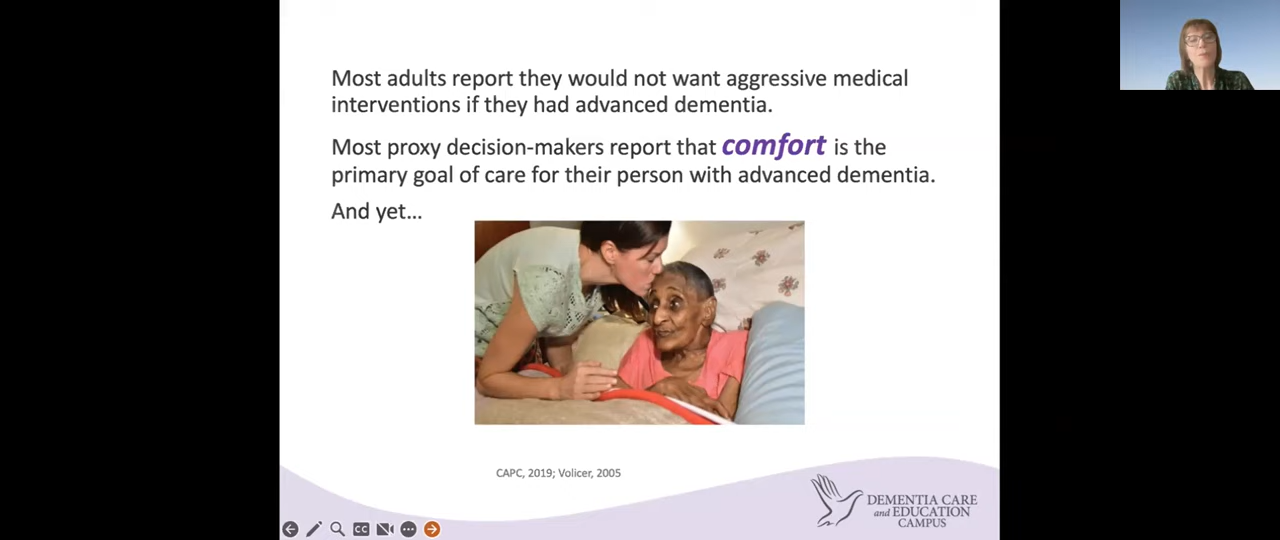 Most adults report they would not want aggressive medical
interventions if they had advanced dementia.
Most proxy decision-makers report that comfort is the
primary goal of care for their person with advanced dementia.
And yet...
CAPC, 2019; Volicer, 2005
DEMENTIA CARE
and EDUCATION
CAMPUS
CC